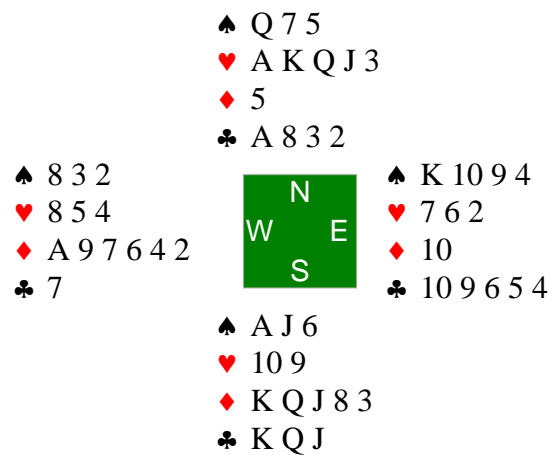 ♠ Q 7 5
♥ A K Q J 3
♦ 5
♣ A 8 3 2
♠ 8 3 2
♥ 8 5 4
♦ A 9 7 6 4 2
♣ 7
N
W E
S
♠ K 10 9 4
♥ 7 6 2
♦ 10
♣ 10 9 6 5 4
♠ A J 6
♥ 10 9
♦ K Q J 8 3
♣ K Q J